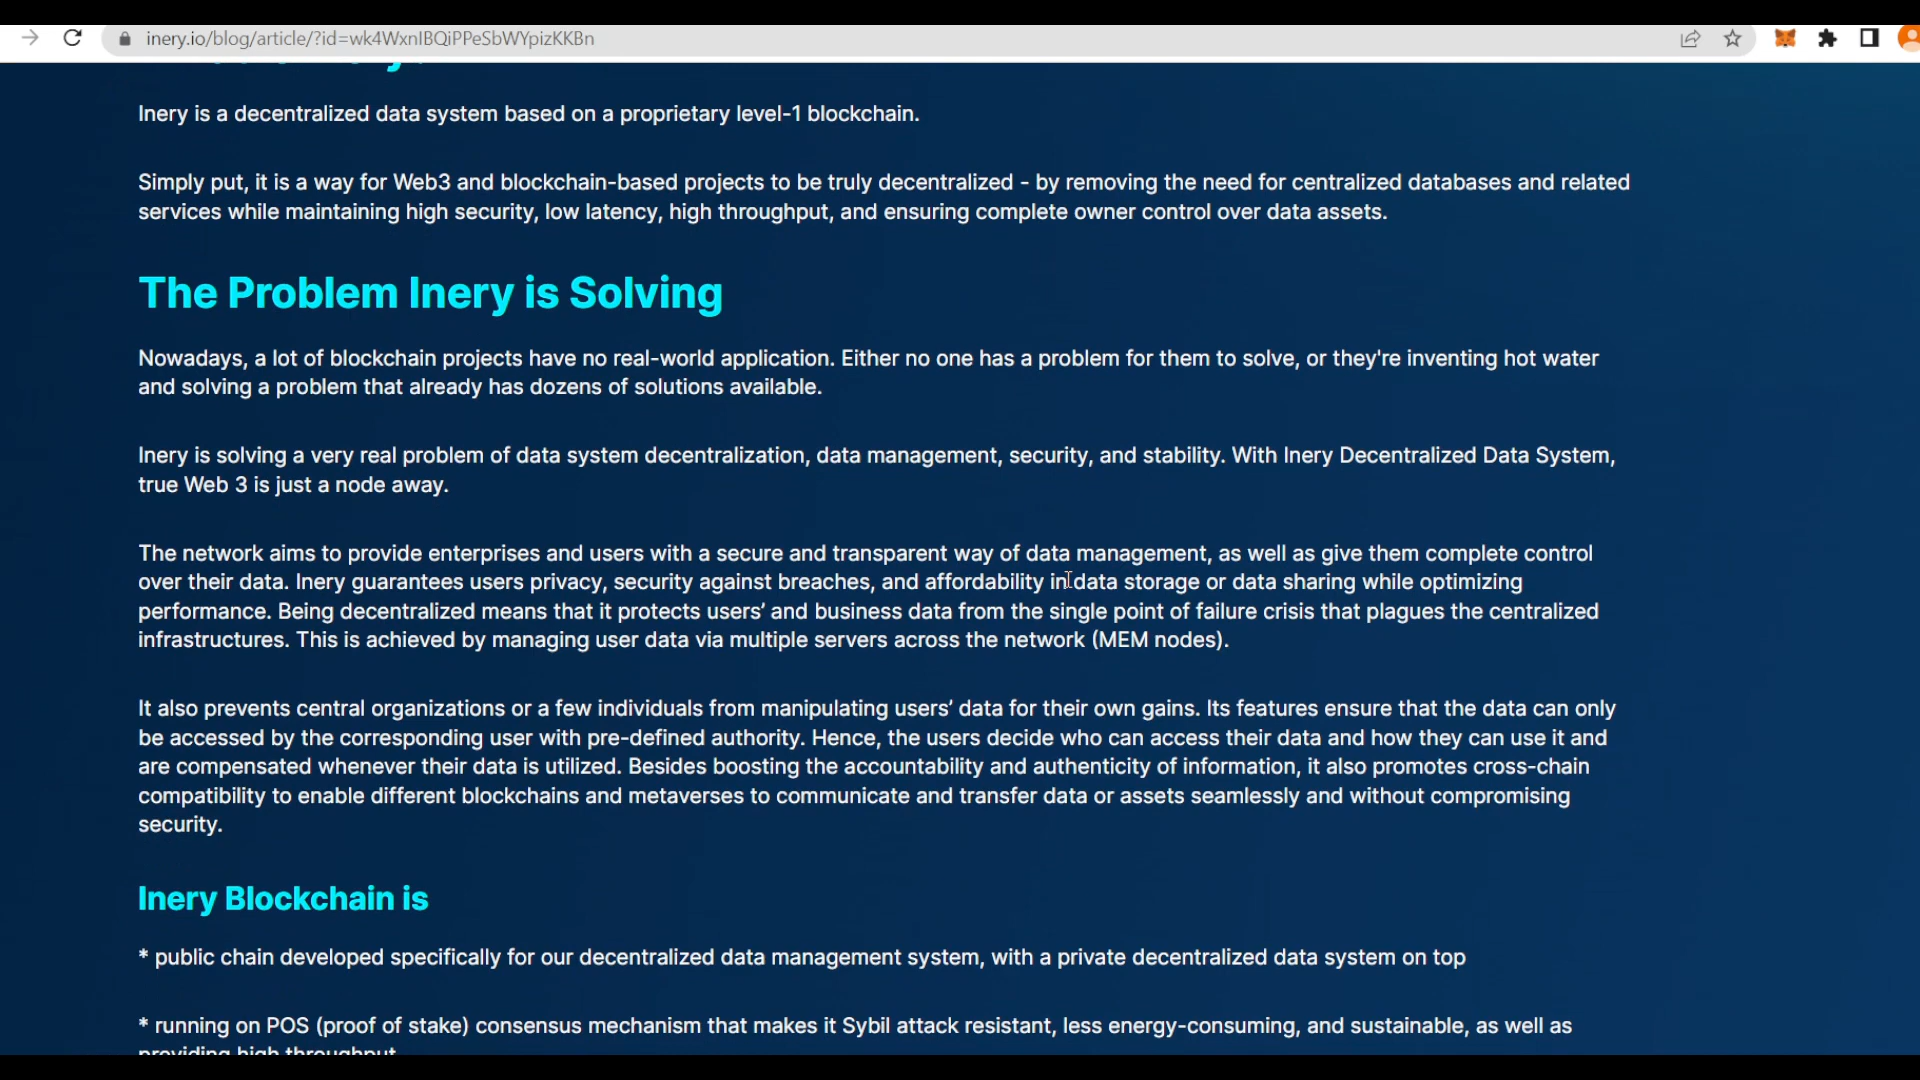 inery.io/blog/article/?id=wk4WxnIBQiPPeSbWYpizKKBn
Inery is a decentralized data system based on a proprietary level-1 blockchain.
Simply put, it is a way for Web3 and blockchain-based projects to be truly decentralized - by removing the need for centralized databases and related
services while maintaining high security, low latency, high throughput, and ensuring complete owner control over data assets.
The Problem Inery is Solving
Nowadays, a lot of blockchain projects have no real-world application. Either no one has a problem for them to solve, or they're inventing hot water
and solving a problem that already has dozens of solutions available.
Inery is solving a very real problem of data system decentralization, data management, security, and stability. With Inery Decentralized Data System,
true Web 3 is just a node away.
The network aims to provide enterprises and users with a secure and transparent way of data management, as well as give them complete control
over their data. Inery guarantees users privacy, security against breaches, and affordability in data storage or data sharing while optimizing
performance. Being decentralized means that it protects users’ and business data from the single point of failure crisis that plagues the centralized
infrastructures. This is achieved by managing user data via multiple servers across the network (MEM nodes).
It also prevents central organizations or a few individuals from manipulating users’ data for their own gains. Its features ensure that the data can only
be accessed by the corresponding user with pre-defined authority. Hence, the users decide who can access their data and how they can use it and
are compensated whenever their data is utilized. Besides boosting the accountability and authenticity of information, it also promotes cross-chain
compatibility to enable different blockchains and metaverses to communicate and transfer data or assets seamlessly and without compromising
security.
Inery Blockchain is
* public chain developed specifically for our decentralized data management system, with a private decentralized data system on top
* running on POS (proof of stake) consensus mechanism that makes it Sybil attack resistant, less energy-consuming, and sustainable, as well as
providing high throughput